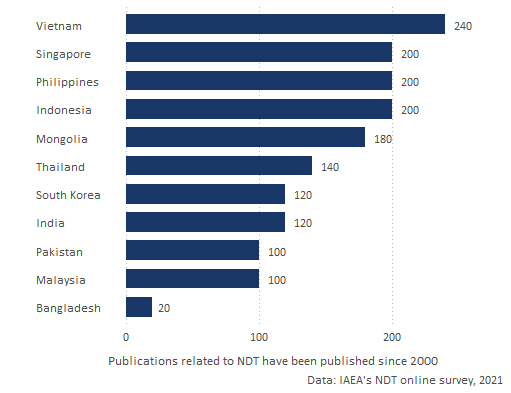 Vietnam 240
Singapore 200
Philippines 200
Indonesia 200
Mongolia 180
Thailand 140
South Korea 120
India 120
Pakistan 100
Malaysia 100
Bangladesh 20
0 100 200
Publications related to NDT have been published since 2000
Data: IAEA's NDT online survey, 2021